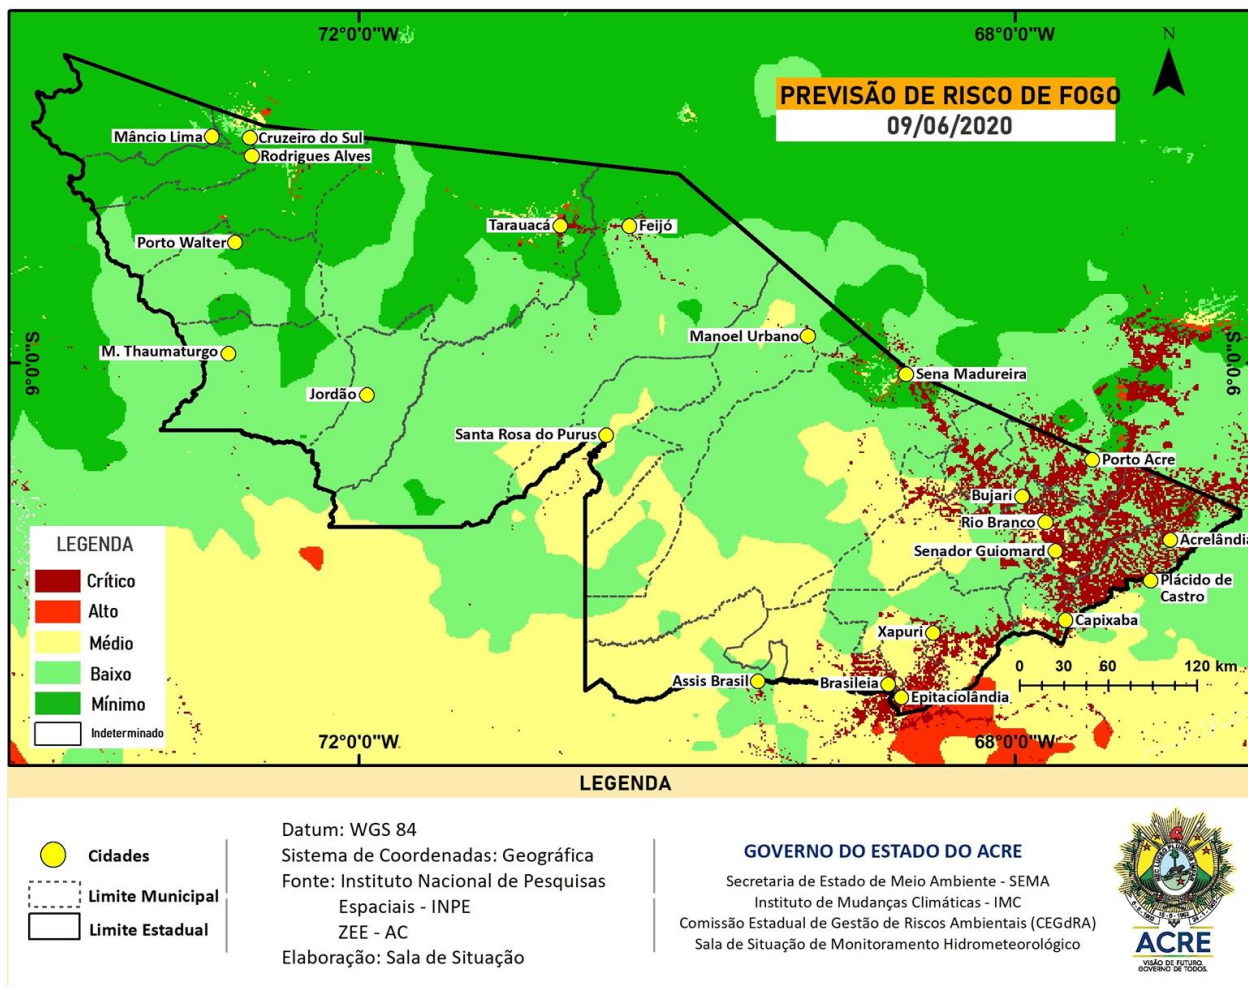 72°0'0"W
68°0'0"W
N
PREVISÃO DE RISCO DE FOGO
09/06/2020
Mâncio Lima
Cruzeiro do Sul
Rodrigues Alves
Tarauacá
Feijó
Porto Walter
Manoel Urbano
9°0'0"S
9°0'0"S
M. Thaumaturgo
Sena Madureira
Jordão
Santa Rosa do Purus
Porto Acre
Bujari
Rio Branco
Acrelândia
Senador Guiomard
Plácido de
Castro
Capixaba
Xapuri
Assis Brasil
Brasileia
Epitaciolândia
0 30 60 120 km
LEGENDA
Crítico
Alto
Médio
Baixo
Mínimo
Indeterminado
72°0'0"W
68°0'0"W
LEGENDA
Cidades
Limite Municipal
Limite Estadual
Datum: WGS 84
Sistema de Coordenadas: Geográfica
Fonte: Instituto Nacional de Pesquisas
Espaciais - INPE
ZEE - AC
Elaboração: Sala de Situação
GOVERNO DO ESTADO DO ACRE
Secretaria de Estado de Meio Ambiente - SEMA
Instituto de Mudanças Climáticas - IMC
Comissão Estadual de Gestão de Riscos Ambientais (CEGdRA)
Sala de Situação de Monitoramento Hidrometeorológico
ACRE
VISÃO DE FUTURO.
GOVERNO DE TODOS.